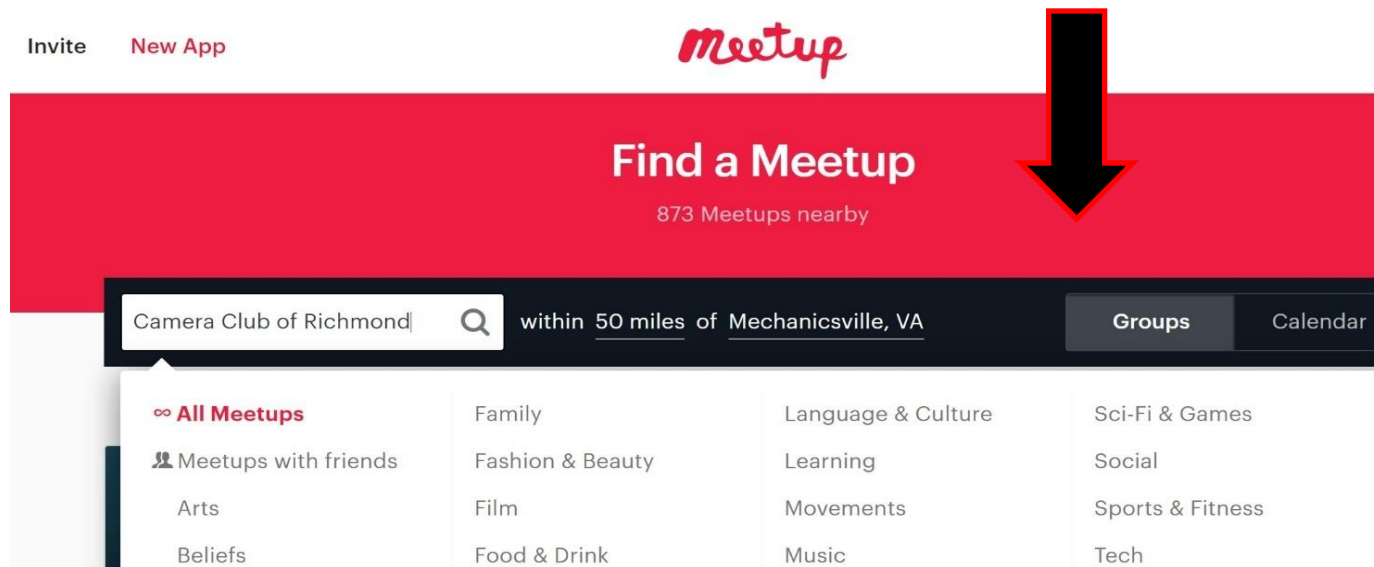 Invite New App meetup
Find a Meetup
873 Meetups nearby
Camera Club of Richmond within 50 miles of Mechanicsville, VA Groups Calendar
∞ All Meetups Family Language & Culture Sci-Fi & Games
Meetups with friends Fashion & Beauty Learning Social
Arts Film Movements Sports & Fitness
Beliefs Food & Drink Music Tech